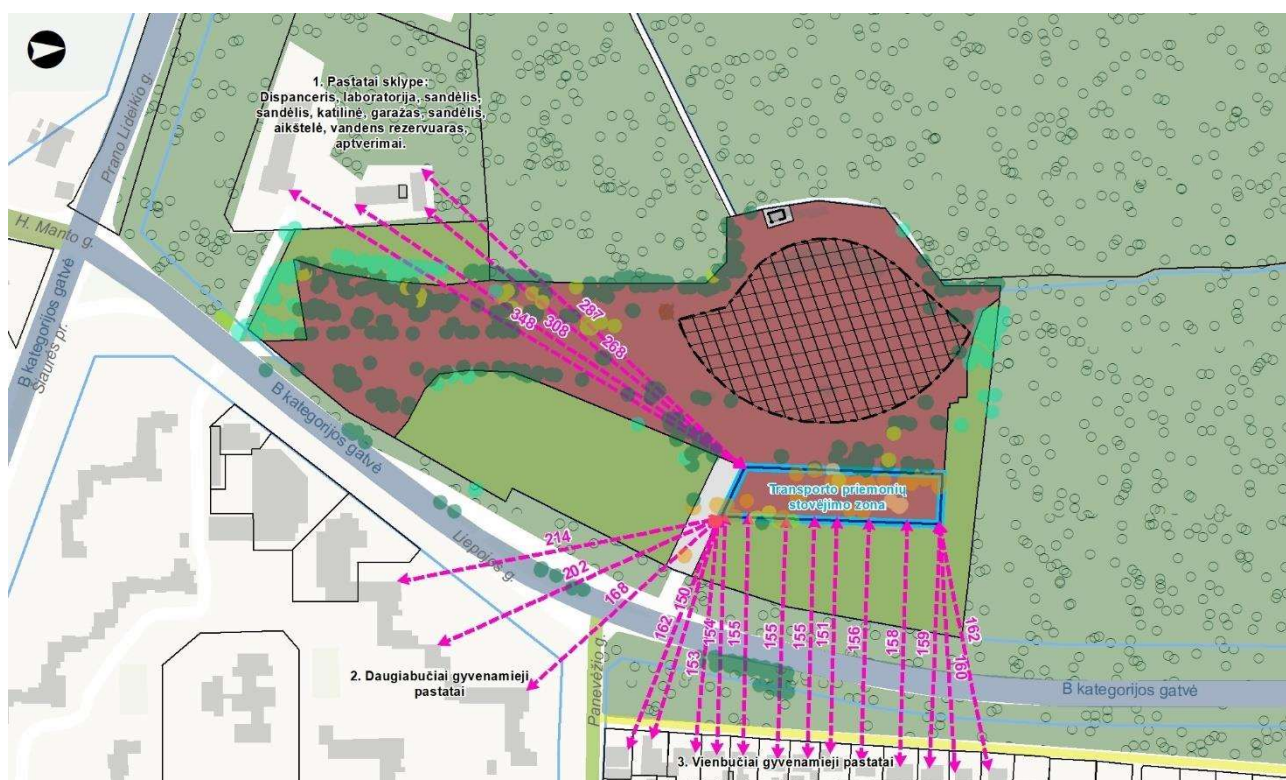 1. Pastatai sklype:
Dispanceris, laboratorija, sandėlis,
sandėlis, katilinė, garažas, sandėlis,
aikštelė, vandens rezervuaras,
aptverimai.
Prano Lideikio g.
H. Manto g.
B kategorijos gatvė
Šiaurės pr.
348
308
287
268
B kategorijos gatvė
Liepojos g.
Transporto priemonių
stovėjimo zona
214
202
168
162
150
153
154
155
155
155
151
156
158
159
160
162
2. Daugiabučiai gyvenamieji
pastatai
Panevėžio g.
B kategorijos gatvė
3. Vienbučiai gyvenamieji pastatai